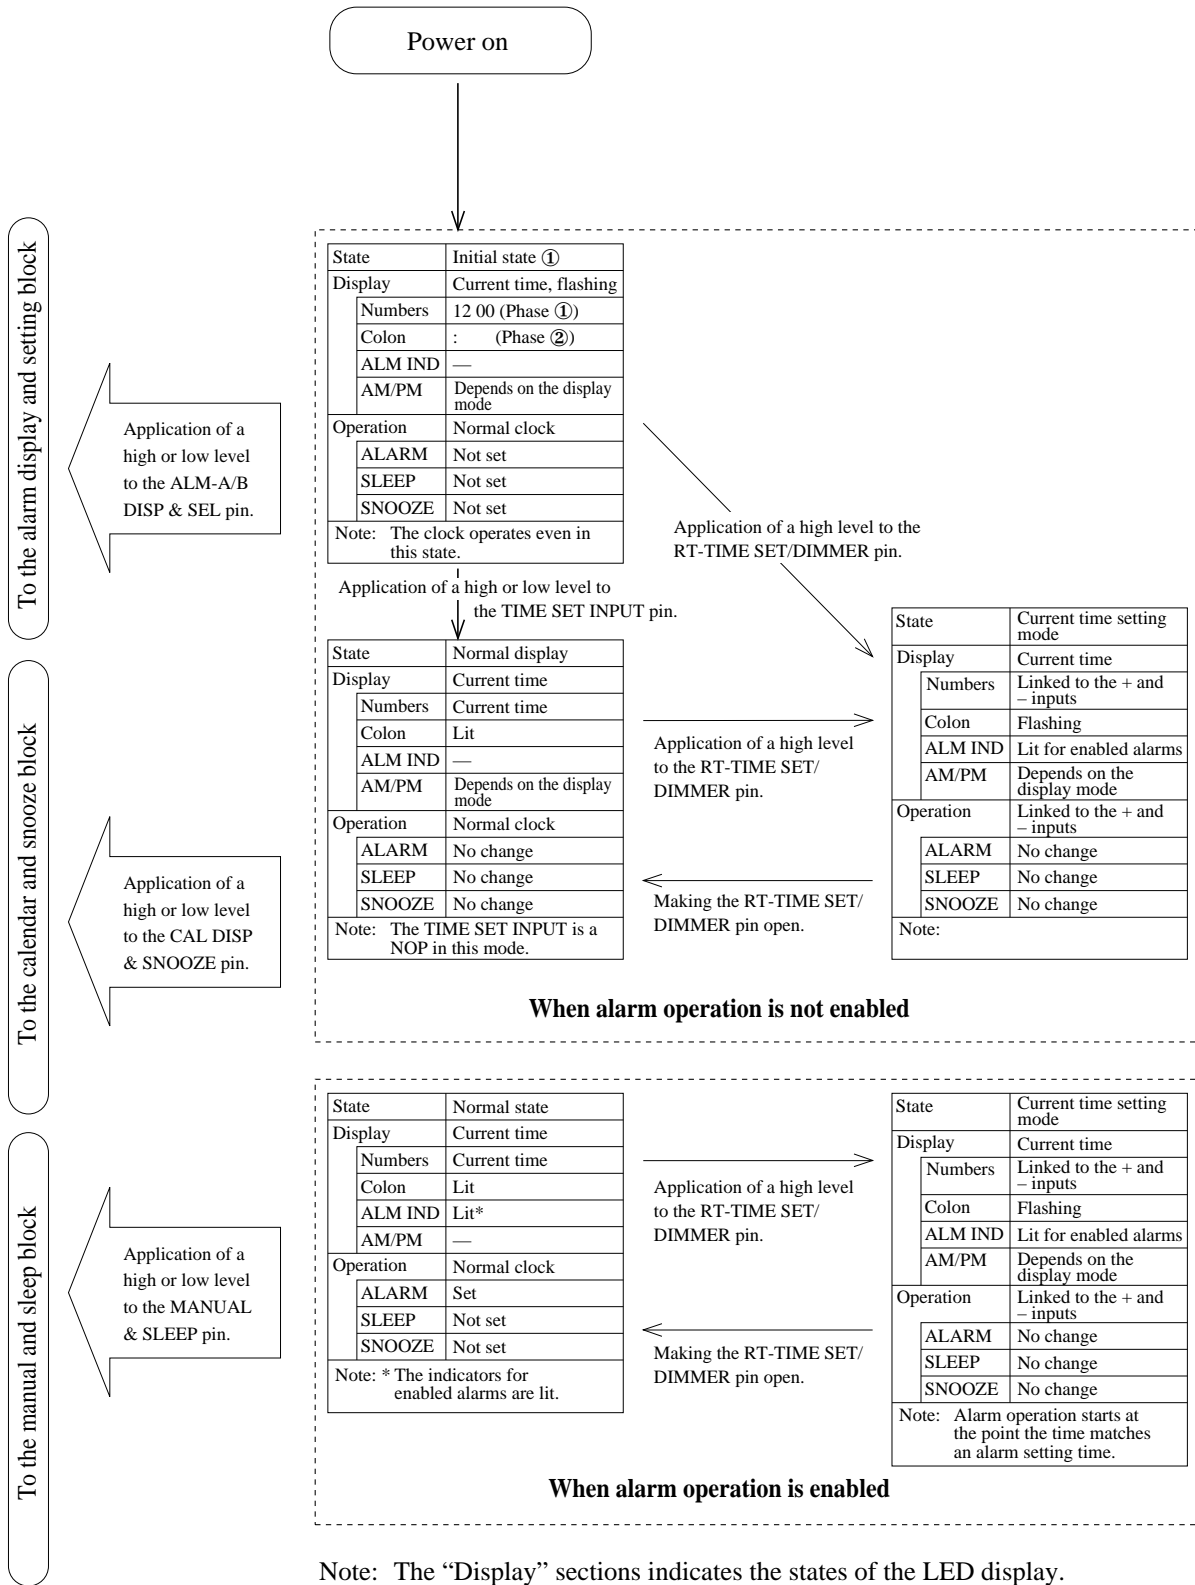 Power on
To the alarm display and setting block
Application of a
high or low level
to the ALM-A/B
DISP & SEL pin.
State Initial state ①
Display Current time, flashing
Numbers 12 00 (Phase ①)
Colon : (Phase ②)
ALM IND —
AM/PM Depends on the display
mode
Operation Normal clock
ALARM Not set
SLEEP Not set
SNOOZE Not set
Note: The clock operates even in
this state.
Application of a high level to the
RT-TIME SET/DIMMER pin.
Application of a high or low level to
the TIME SET INPUT pin.
To the calendar and snooze block
Application of a
high or low level
to the CAL DISP
& SNOOZE pin.
State Normal display
Display Current time
Numbers Current time
Colon Lit
ALM IND —
AM/PM Depends on the display
mode
Operation Normal clock
ALARM No change
SLEEP No change
SNOOZE No change
Note: The TIME SET INPUT is a
NOP in this mode.
Application of a high level
to the RT-TIME SET/
DIMMER pin.
Making the RT-TIME SET/
DIMMER pin open.
State Current time setting
mode
Display Current time
Numbers Linked to the + and
– inputs
Colon Flashing
ALM IND Lit for enabled alarms
AM/PM Depends on the
display mode
Operation Linked to the + and
– inputs
ALARM No change
SLEEP No change
SNOOZE No change
Note:
When alarm operation is not enabled
To the manual and sleep block
Application of a
high or low level
to the MANUAL
& SLEEP pin.
State Normal state
Display Current time
Numbers Current time
Colon Lit
ALM IND Lit*
AM/PM —
Operation Normal clock
ALARM Set
SLEEP Not set
SNOOZE Not set
Note: * The indicators for
enabled alarms are lit.
Application of a high level
to the RT-TIME SET/
DIMMER pin.
Making the RT-TIME SET/
DIMMER pin open.
State Current time setting
mode
Display Current time
Numbers Linked to the + and
– inputs
Colon Flashing
ALM IND Lit for enabled alarms
AM/PM Depends on the
display mode
Operation Linked to the + and
– inputs
ALARM No change
SLEEP No change
SNOOZE No change
Note: Alarm operation starts at
the point the time matches
an alarm setting time.
When alarm operation is enabled
Note: The “Display” sections indicates the states of the LED display.